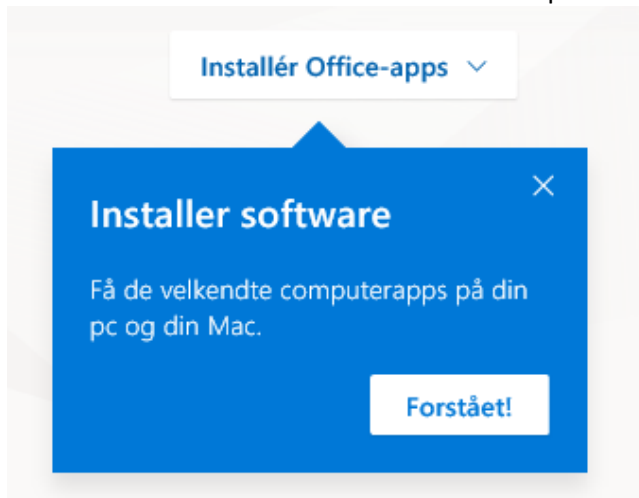 Installér Office-apps
Installer software
Få de velkendte computerapps på din
pc og din Mac.
Forstået!